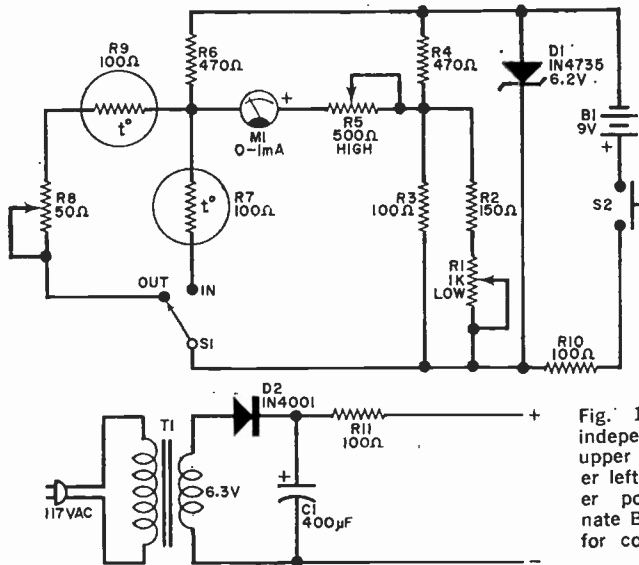 R9
100Ω
t°
R6
470Ω
R4
470Ω
D1
IN4735
6.2V
B1
9V
+
S2
M1
0-1mA
+
R5
500Ω
HIGH
R8
50Ω
R7
100Ω
t°
R3
100Ω
R2
150Ω
R1
1K
LOW
OUT
IN
S1
R10
100Ω
T1
117VAC
6.3V
D2
IN4001
+
C1
400µF
R11
100Ω
+
−
Fig. 1
indepe
upper
er left
er po
nate B
for co